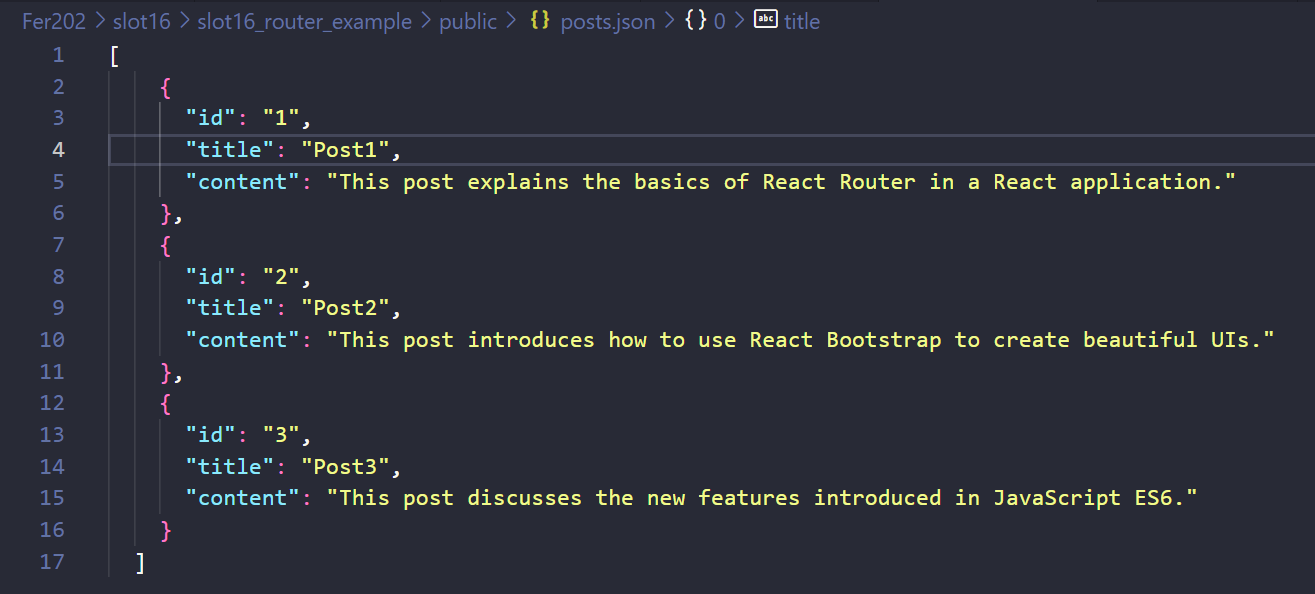 Fer202 > slot16 > slot16_router_example > public > {} posts.json > {} 0 > abc title
1 [
2 {
3 "id": "1",
4 "title": "Post1",
5 "content": "This post explains the basics of React Router in a React application."
6 },
7 {
8 "id": "2",
9 "title": "Post2",
10 "content": "This post introduces how to use React Bootstrap to create beautiful UIs."
11 },
12 {
13 "id": "3",
14 "title": "Post3",
15 "content": "This post discusses the new features introduced in JavaScript ES6."
16 }
17 ]